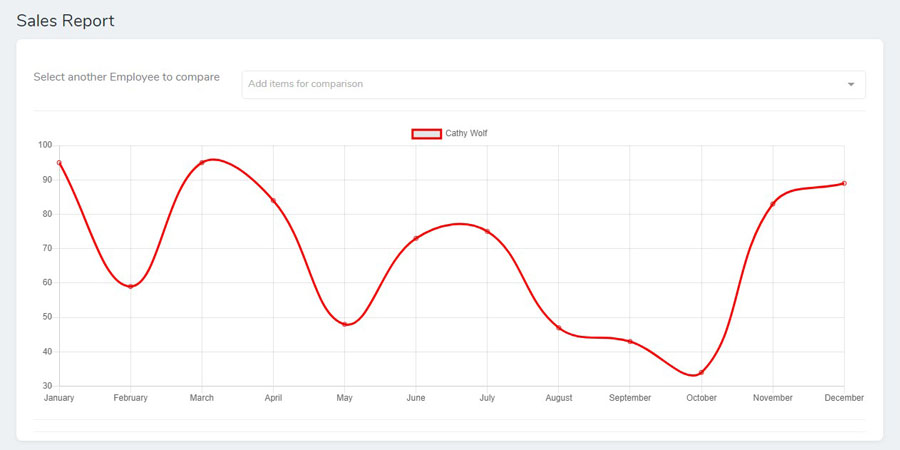 Sales Report
Select another Employee to compare
Add items for comparison
Cathy Wolf
100
90
80
70
60
50
40
30
January February March April May June July August September October November December